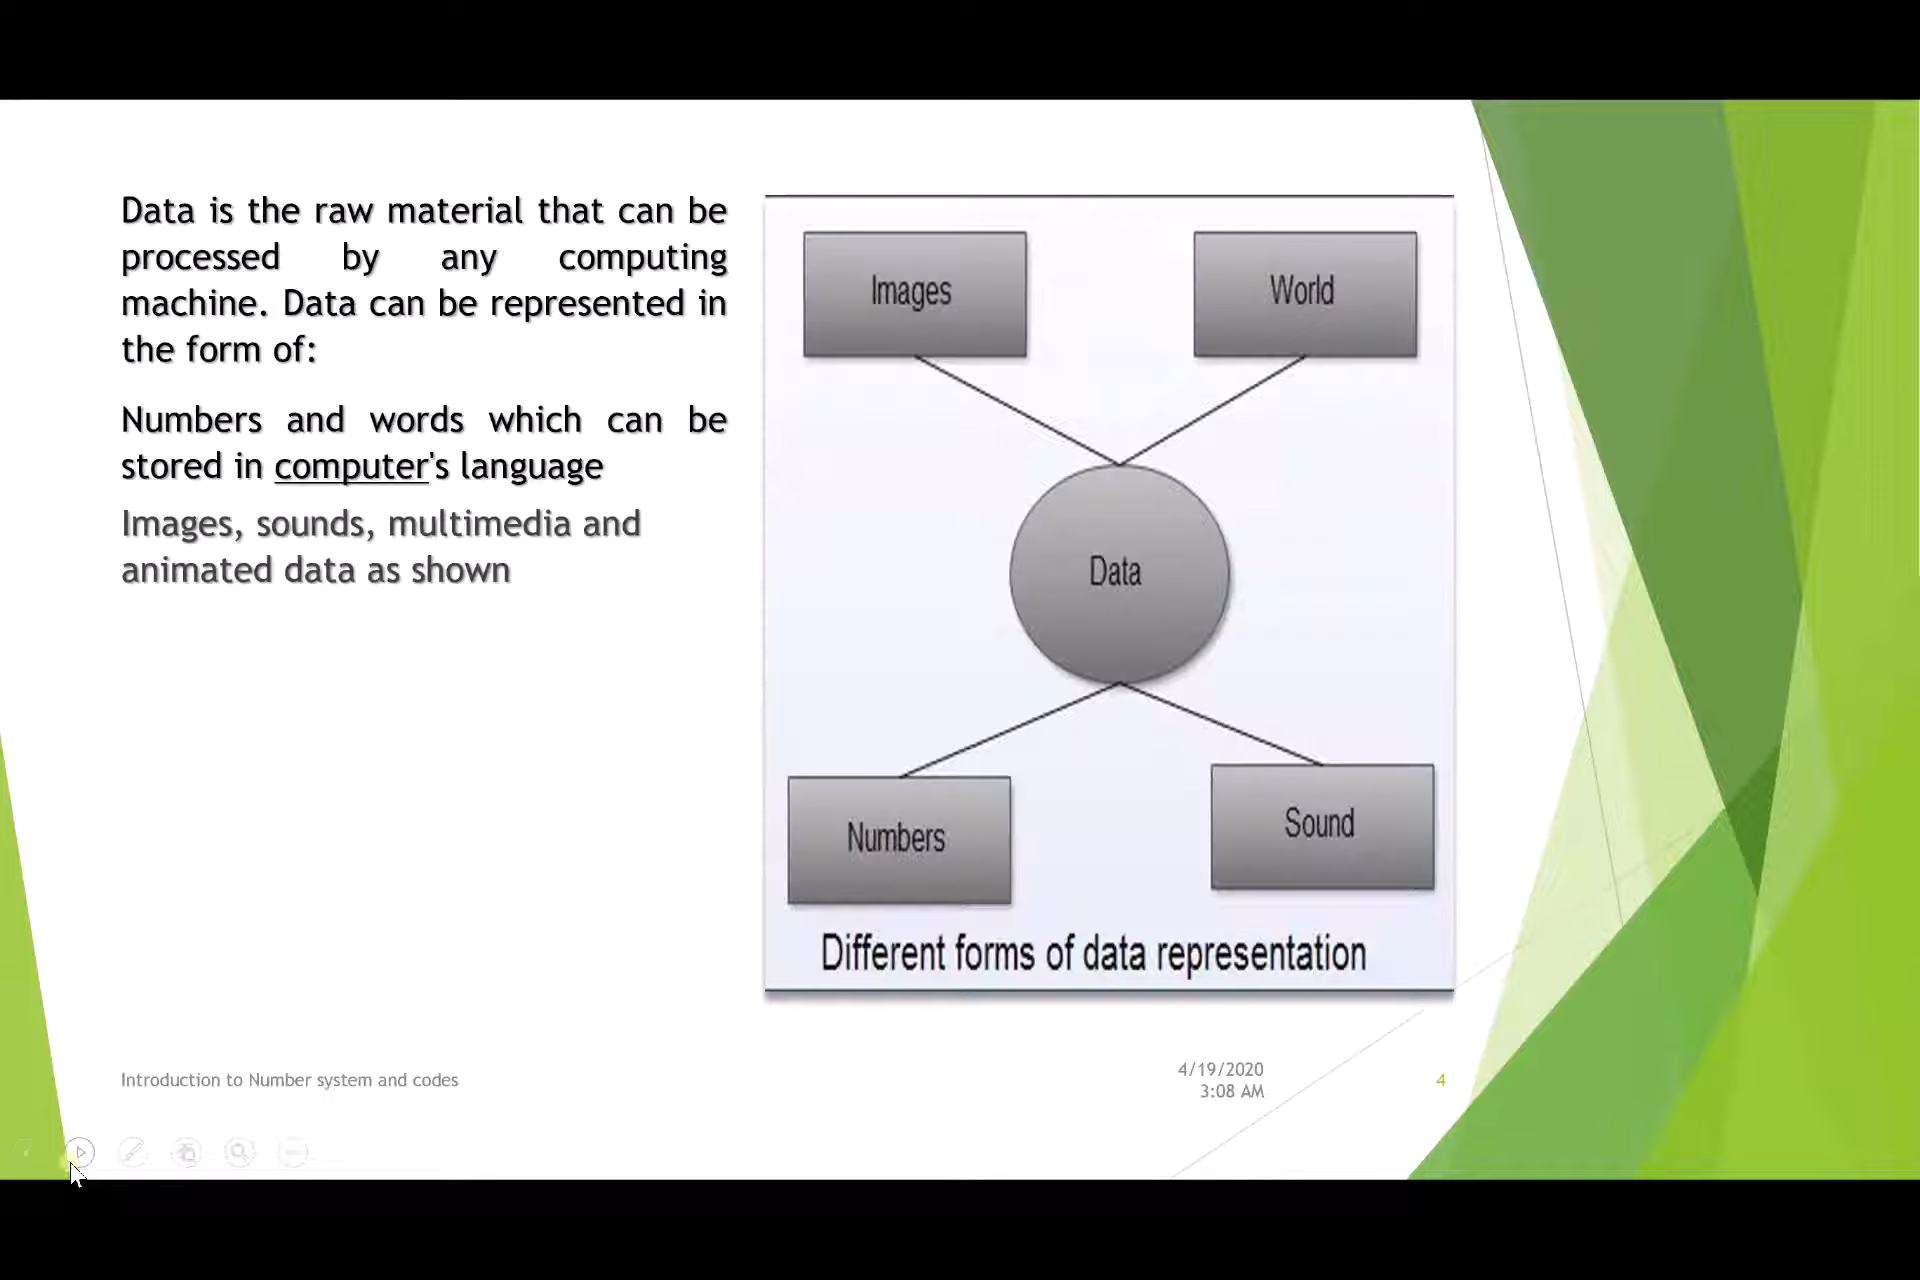 Data is the raw material that can be
processed by any computing
machine. Data can be represented in
the form of:
Numbers and words which can be
stored in computer's language
Images, sounds, multimedia and
animated data as shown
Images
World
Data
Numbers
Sound
Different forms of data representation
Introduction to Number system and codes
4/19/2020
3:08 AM
4